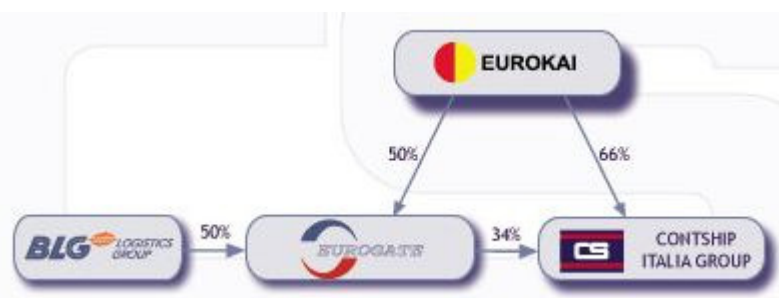 EUROKAI
50%
66%
BLG LOGISTICS
GROUP
50%
EUROGATE
34%
CS
CONTSHIP
ITALIA GROUP